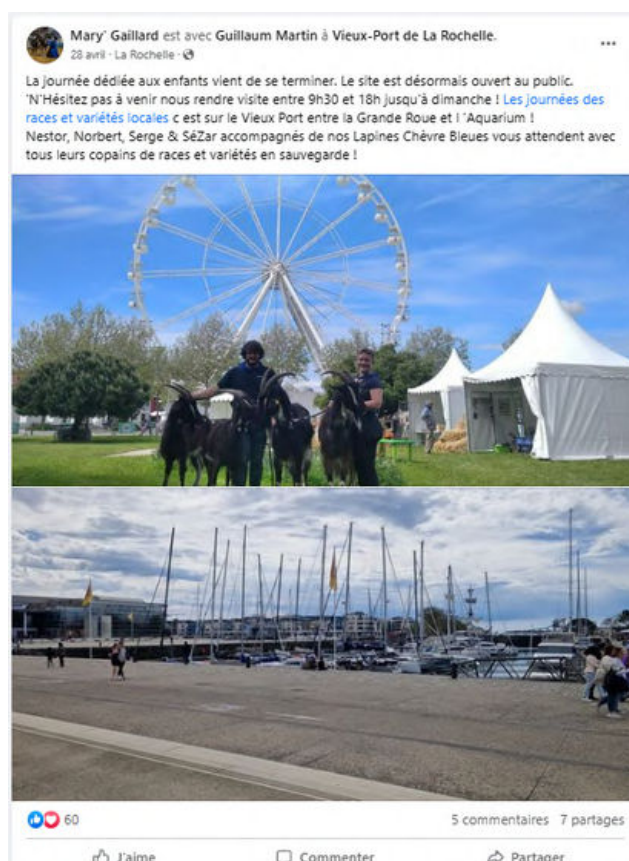 Mary' Gaillard est avec Guillaum Martin à Vieux-Port de La Rochelle.
28 avril · La Rochelle ·
La journée dédiée aux enfants vient de se terminer. Le site est désormais ouvert au public.
'N'Hésitez pas à venir nous rendre visite entre 9h30 et 18h jusqu'à dimanche ! Les journées des
races et variétés locales c est sur le Vieux Port entre la Grande Roue et l 'Aquarium !
Nestor, Norbert, Serge & SéZar accompagnés de nos Lapines Chèvre Bleues vous attendent avec
tous leurs copains de races et variétés en sauvegarde !
60 5 commentaires 7 partages
J'aime Commenter Partager